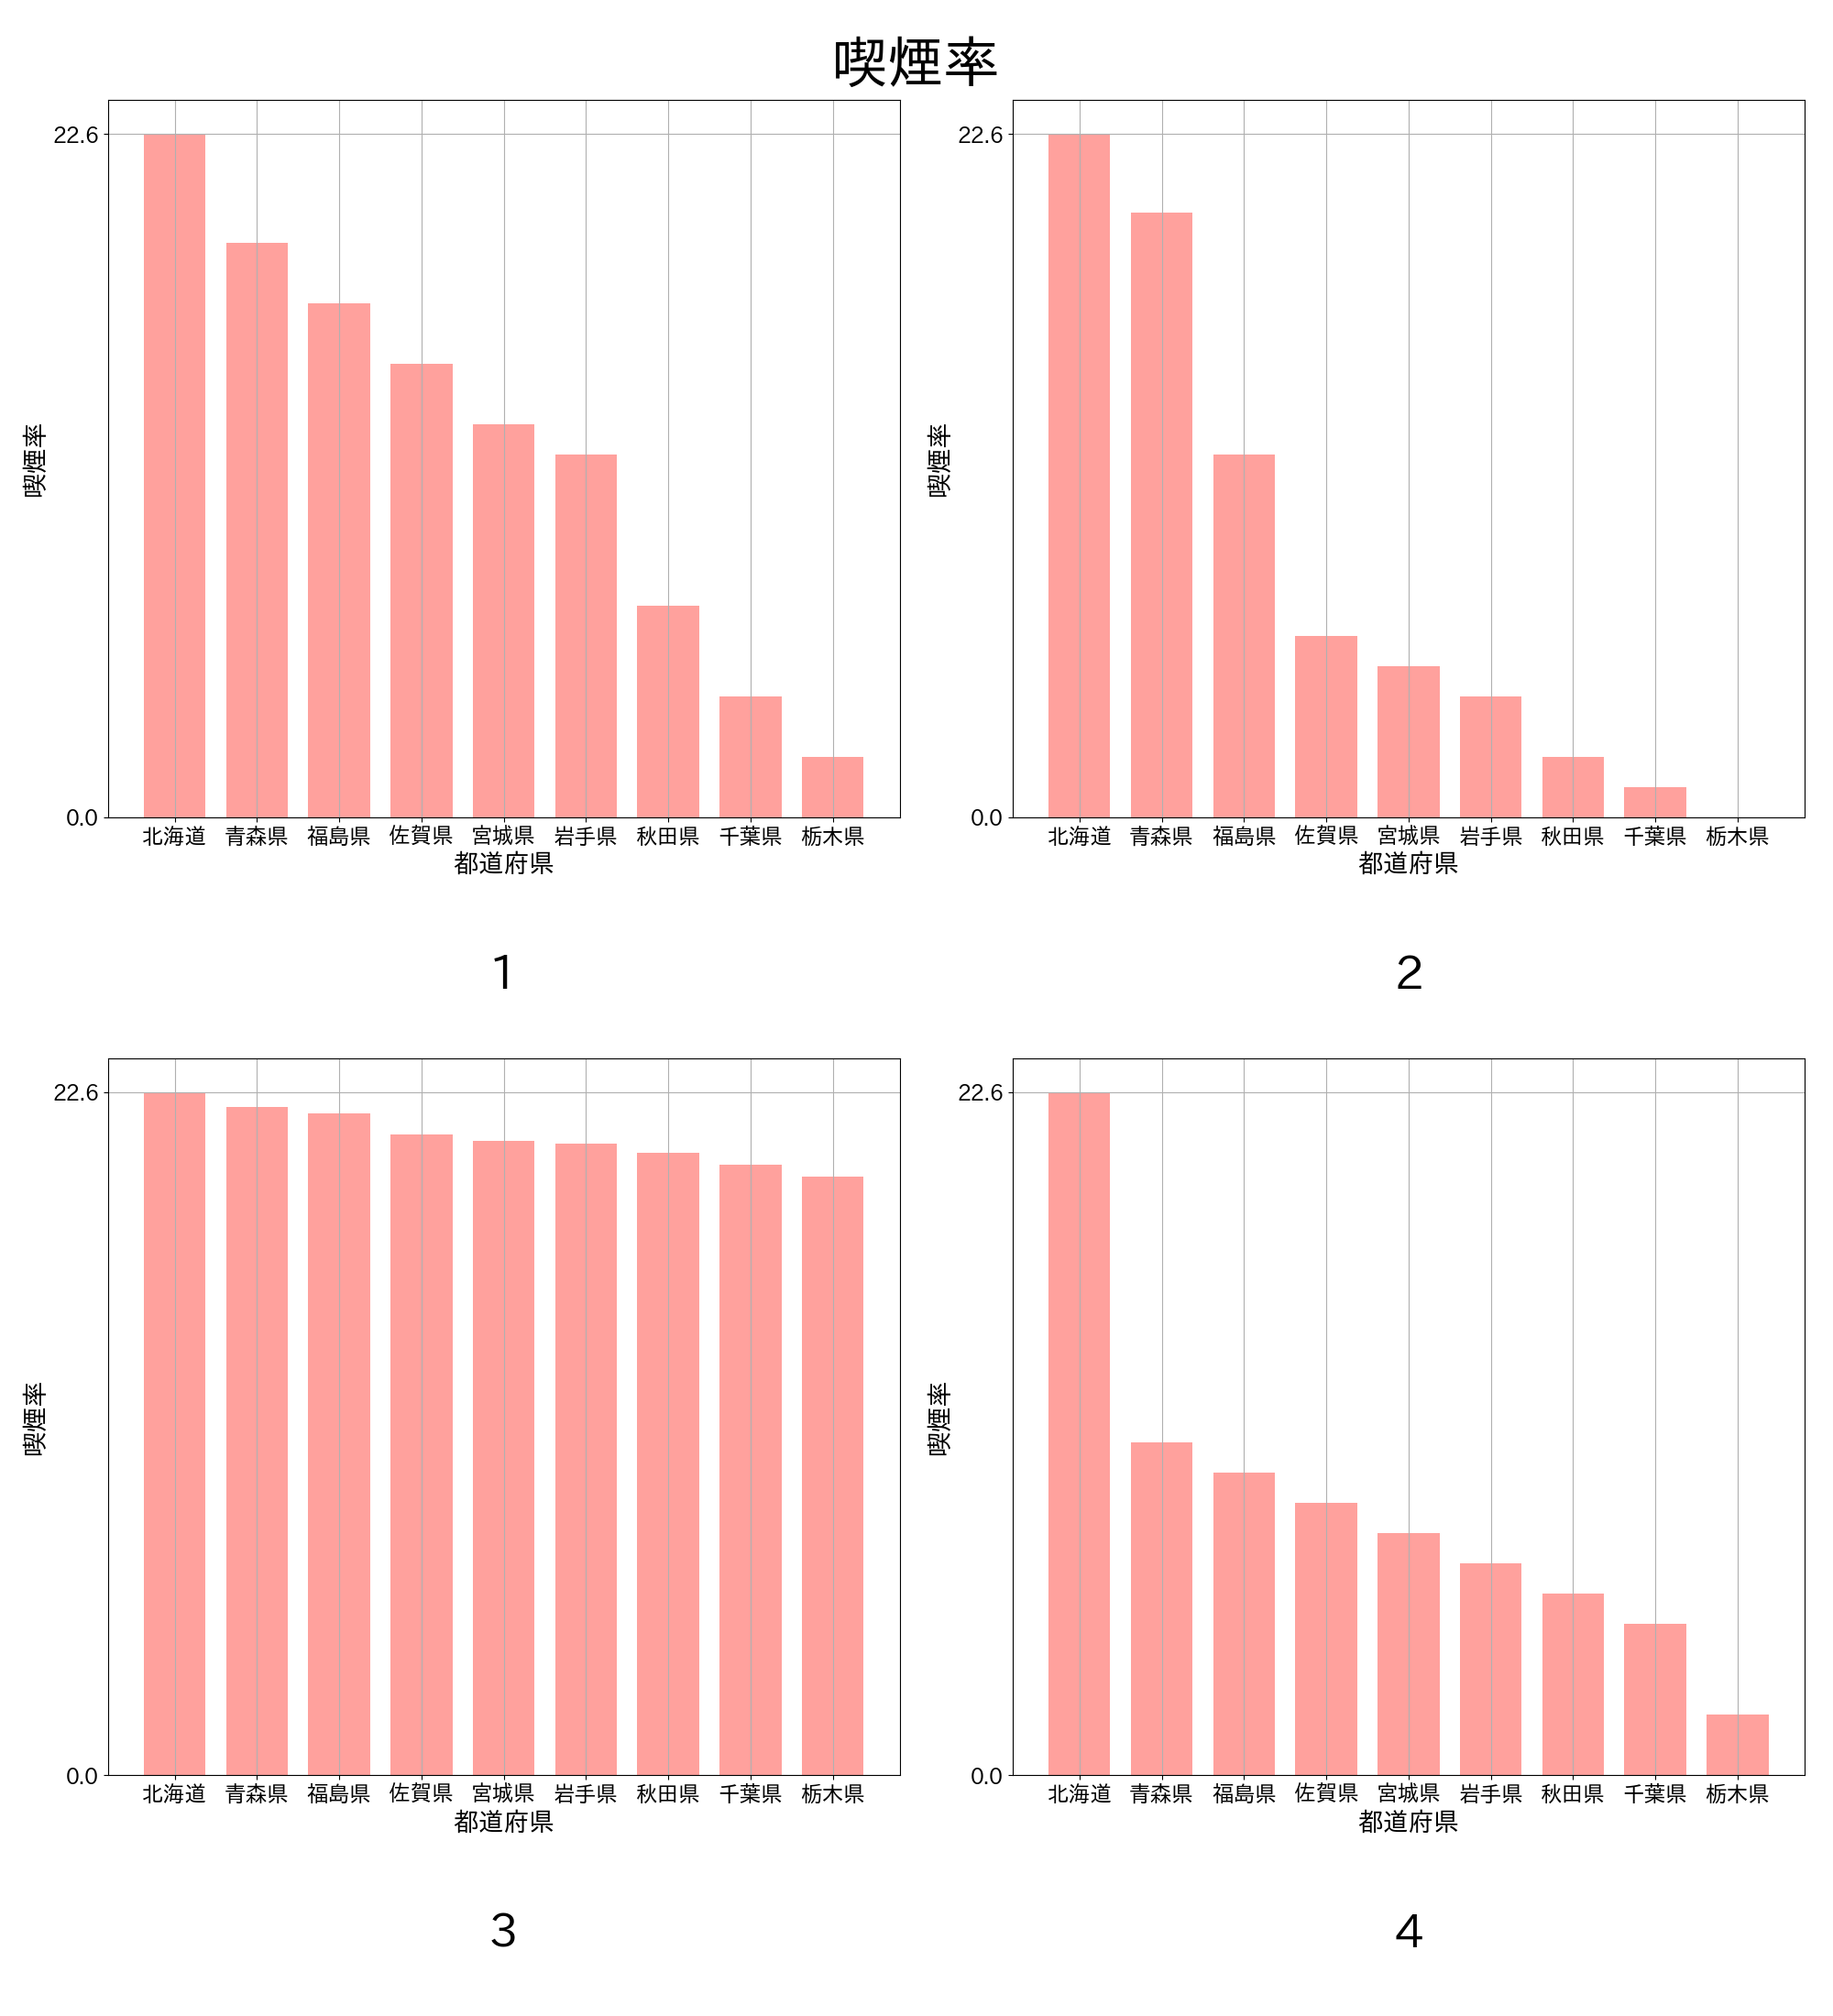 喫煙率
22.6
喫煙率
0.0
北海道 青森県 福島県 佐賀県 宮城県 岩手県 秋田県 千葉県 栃木県
都道府県
1
22.6
喫煙率
0.0
北海道 青森県 福島県 佐賀県 宮城県 岩手県 秋田県 千葉県 栃木県
都道府県
2
22.6
喫煙率
0.0
北海道 青森県 福島県 佐賀県 宮城県 岩手県 秋田県 千葉県 栃木県
都道府県
3
22.6
喫煙率
0.0
北海道 青森県 福島県 佐賀県 宮城県 岩手県 秋田県 千葉県 栃木県
都道府県
4